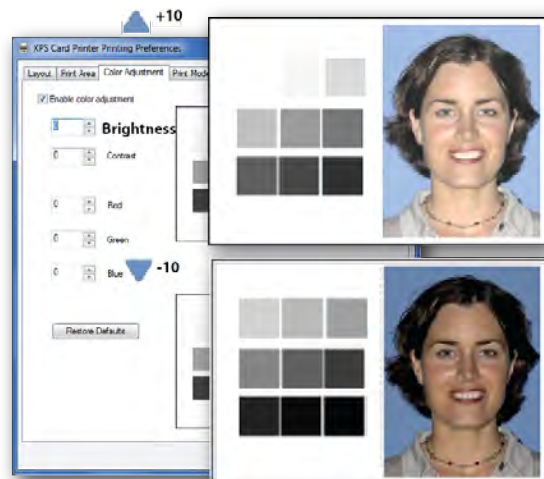 +10
XPS Card Printer Printing Preferences
Layout Print Area Color Adjustment Print Mode
Enable color adjustment
0 Brightness
0 Contrast
0 Red
0 Green
0 Blue
-10
Restore Defaults